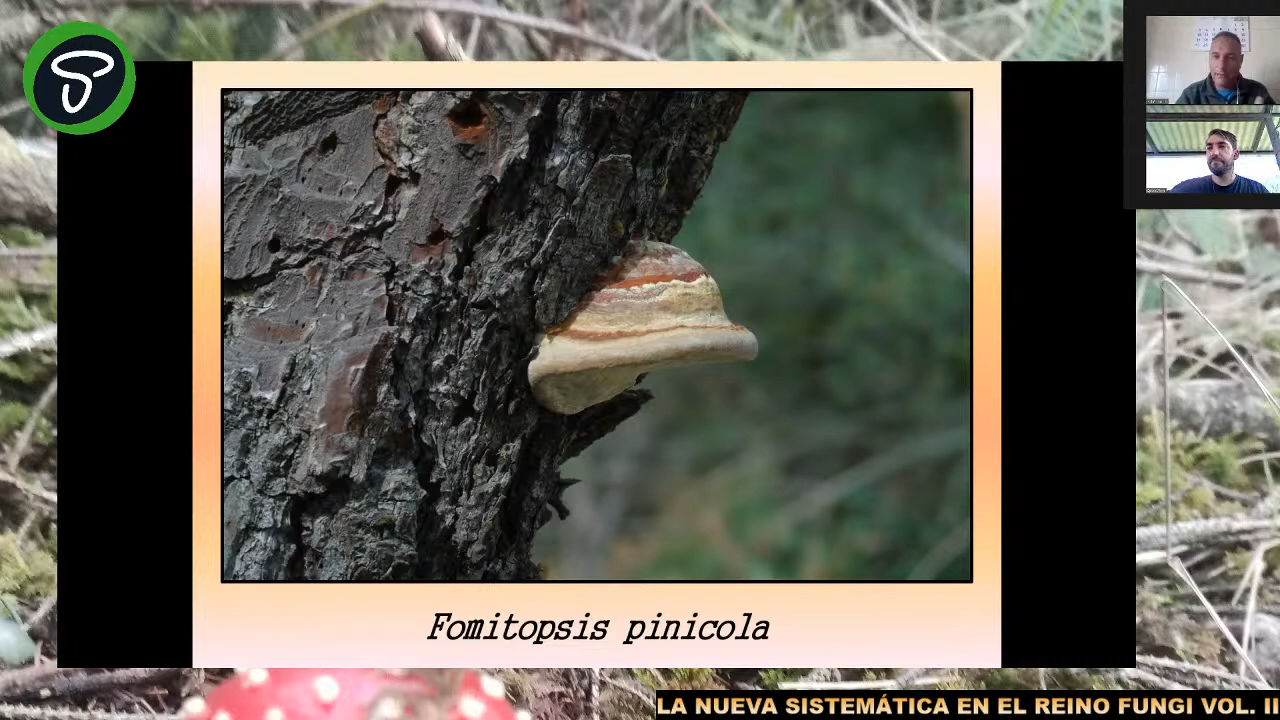 Fomitopsis pinicola
LA NUEVA SISTEMÁTICA EN EL REINO FUNGI VOL. II